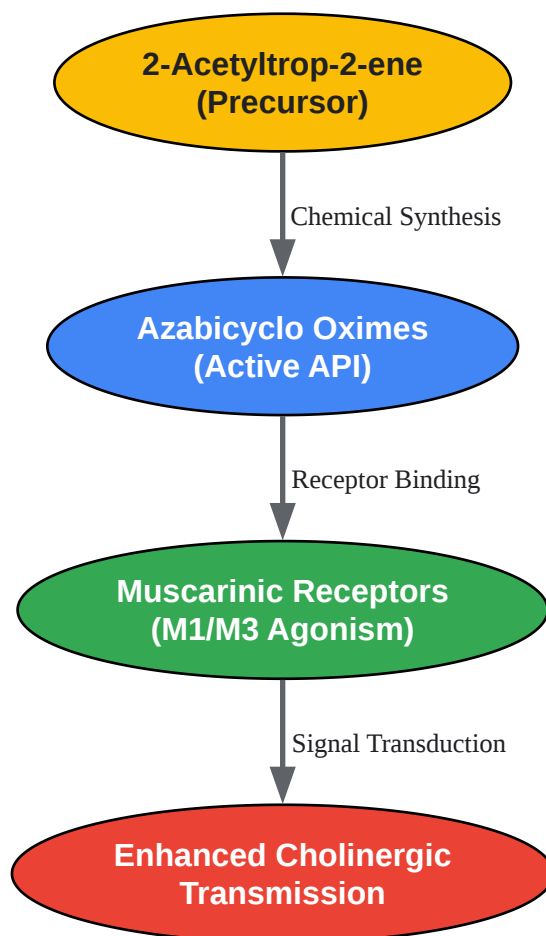 2-Acetyltrop-2-ene
(Precursor)
Chemical Synthesis
Azabicyclo Oximes
(Active API)
Receptor Binding
Muscarinic Receptors
(M1/M3 Agonism)
Signal Transduction
Enhanced Cholinergic
Transmission